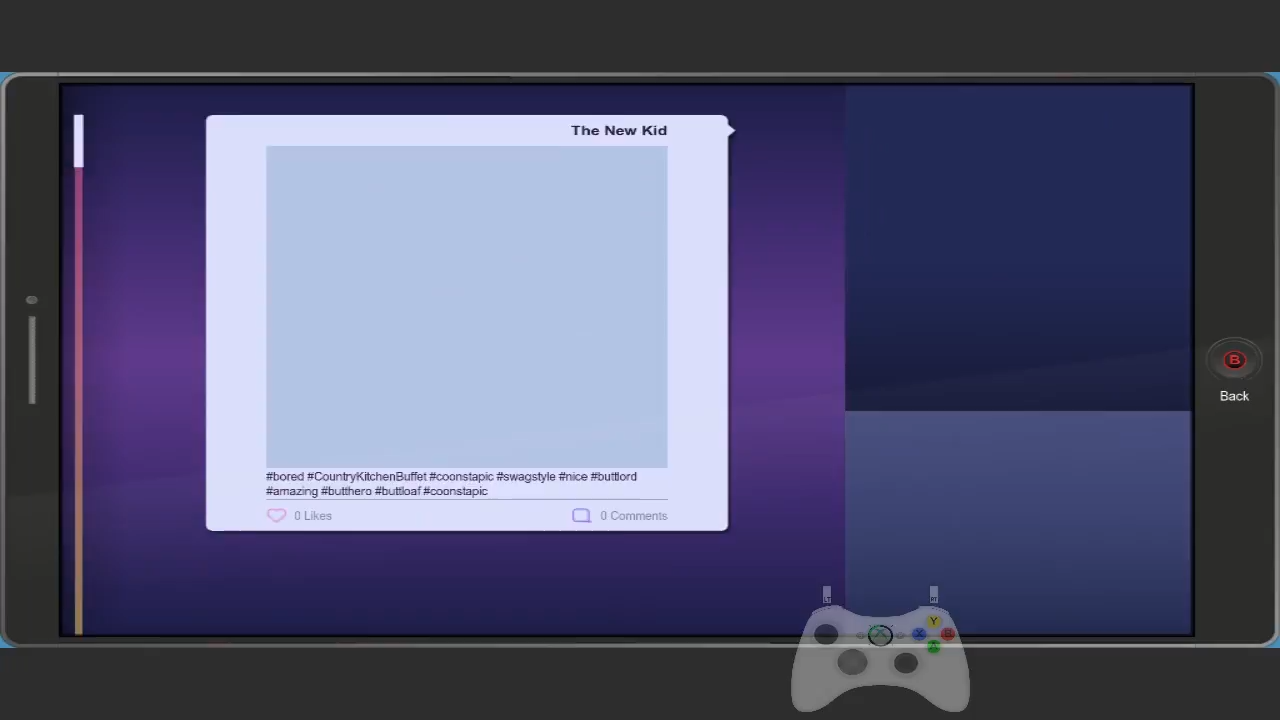 The New Kid
#bored #CountryKitchenBuffet #coonstapic #swagstyle #nice #buttlord
#amazing #butthero #buttloaf #coonstapic
0 Likes
0 Comments
B
Back
Y
X
B
A